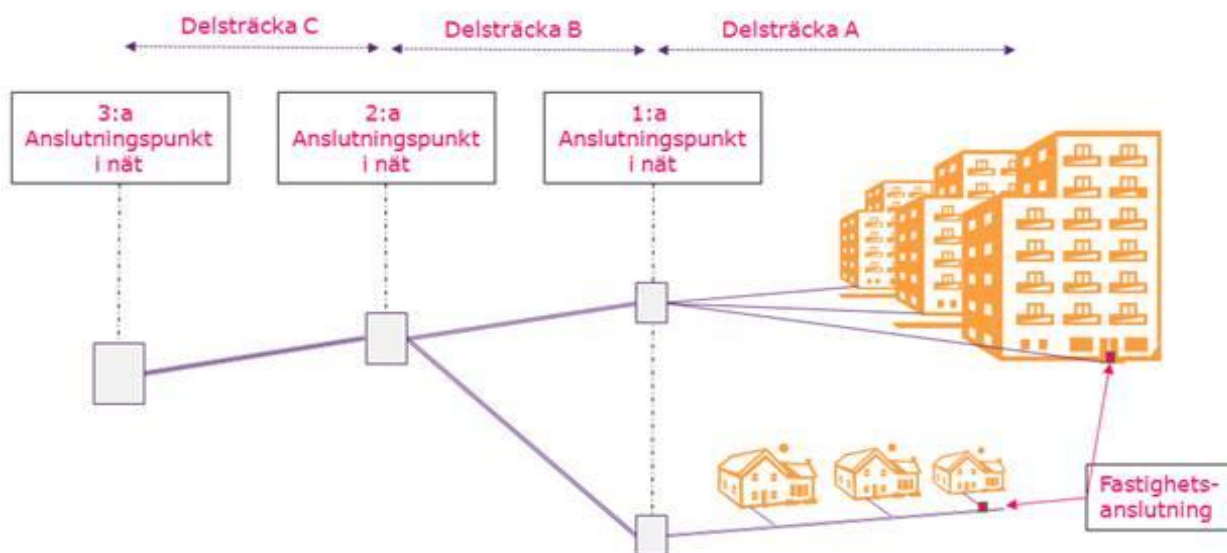 Delsträcka C
Delsträcka B
Delsträcka A
3:a
Anslutningspunkt
i nät
2:a
Anslutningspunkt
i nät
1:a
Anslutningspunkt
i nät
Fastighets-
anslutning